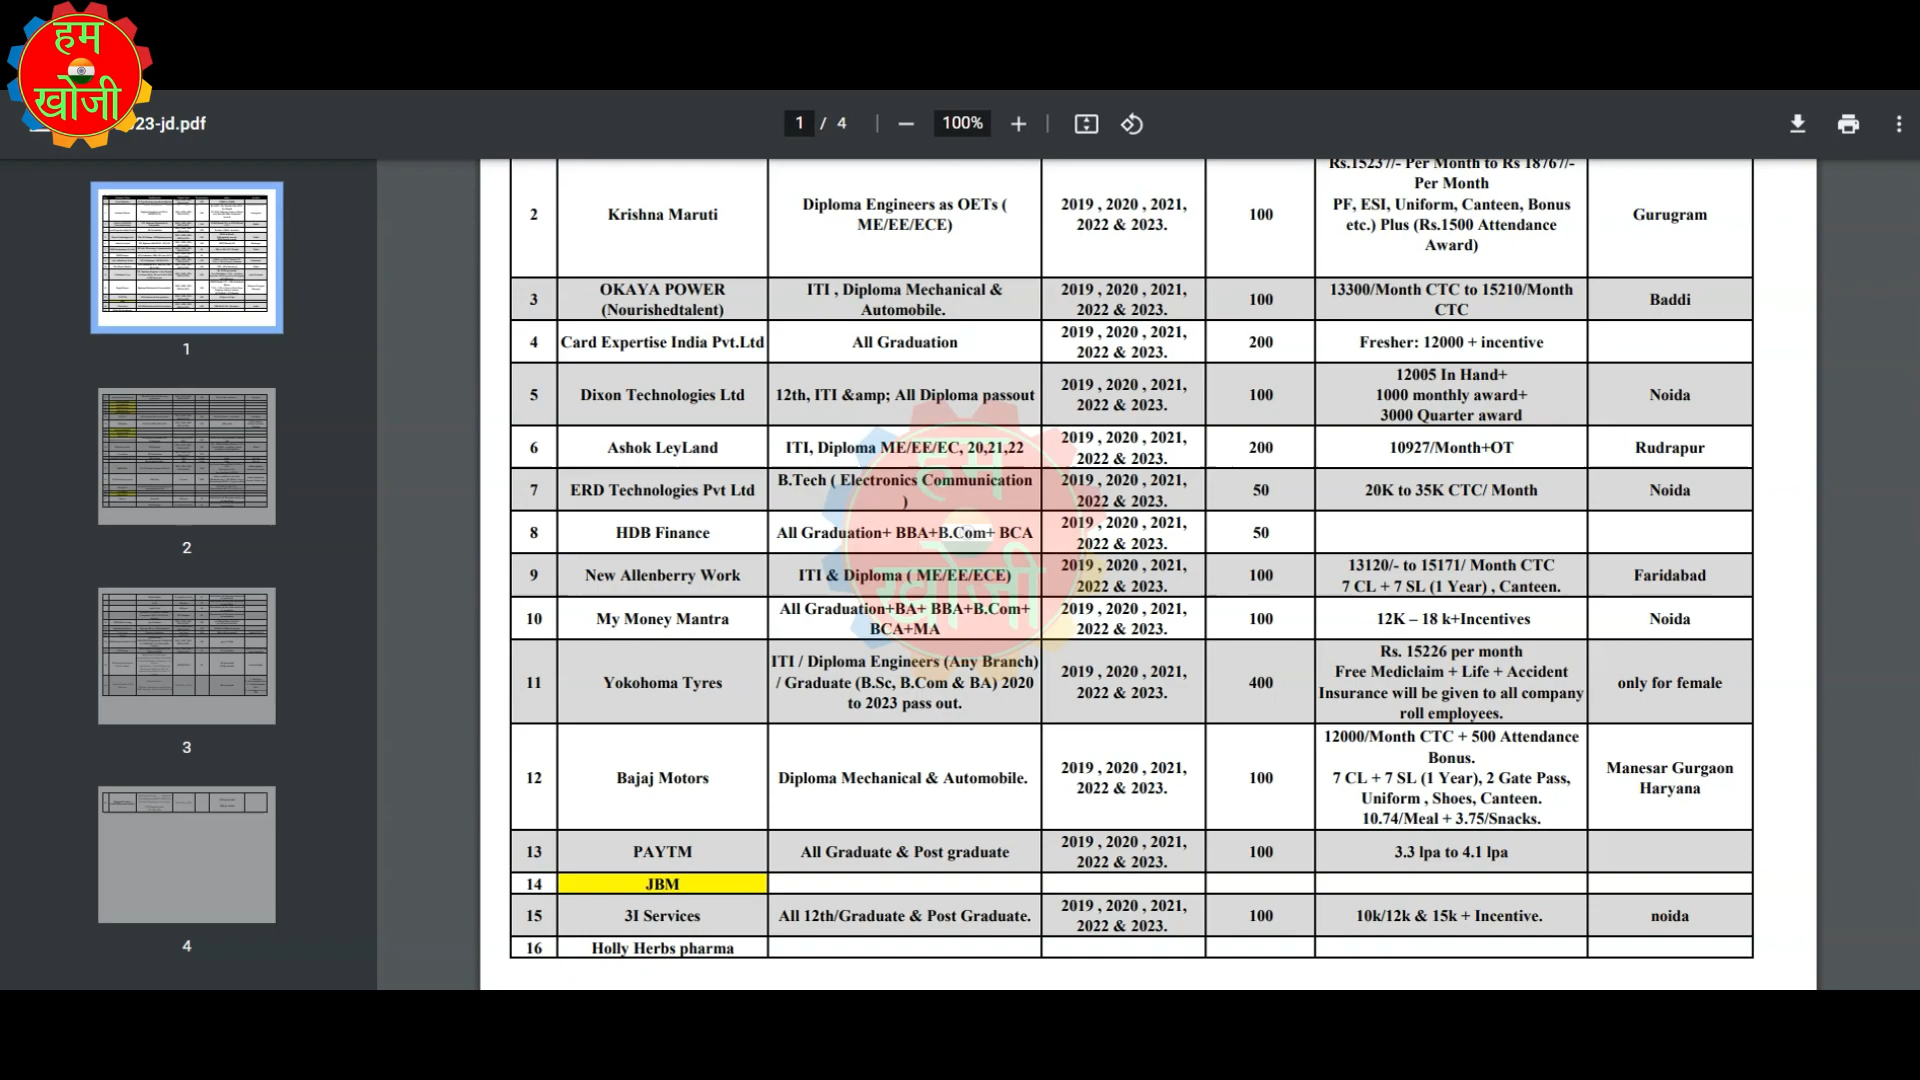 हम
खोजी
23-jd.pdf
1 / 4
100%
1
2
3
4
Rs.15237/- Per Month to Rs 18767/-
Per Month
PF, ESI, Uniform, Canteen, Bonus
etc.) Plus (Rs.1500 Attendance
Award)
2
Krishna Maruti
Diploma Engineers as OETs (
ME/EE/ECE)
2019 , 2020 , 2021,
2022 & 2023.
100
Gurugram
3
OKAYA POWER
(Nourishedtalent)
ITI , Diploma Mechanical &
Automobile.
2019 , 2020 , 2021,
2022 & 2023.
100
13300/Month CTC to 15210/Month
CTC
Baddi
4
Card Expertise India Pvt.Ltd
All Graduation
2019 , 2020 , 2021,
2022 & 2023.
200
Fresher: 12000 + incentive
5
Dixon Technologies Ltd
12th, ITI &amp; All Diploma passout
2019 , 2020 , 2021,
2022 & 2023.
100
12005 In Hand+
1000 monthly award+
3000 Quarter award
Noida
6
Ashok LeyLand
ITI, Diploma ME/EE/EC, 20,21,22
2019 , 2020 , 2021,
2022 & 2023.
200
10927/Month+OT
Rudrapur
7
ERD Technologies Pvt Ltd
B.Tech ( Electronics Communication
)
2019 , 2020 , 2021,
2022 & 2023.
50
20K to 35K CTC/ Month
Noida
8
HDB Finance
All Graduation+ BBA+B.Com+ BCA
2019 , 2020 , 2021,
2022 & 2023.
50
9
New Allenberry Work
ITI & Diploma ( ME/EE/ECE)
2019 , 2020 , 2021,
2022 & 2023.
100
13120/- to 15171/ Month CTC
7 CL + 7 SL (1 Year) , Canteen.
Faridabad
10
My Money Mantra
All Graduation+BA+ BBA+B.Com+
BCA+MA
2019 , 2020 , 2021,
2022 & 2023.
100
12K – 18 k+Incentives
Noida
11
Yokohoma Tyres
ITI / Diploma Engineers (Any Branch)
/ Graduate (B.Sc, B.Com & BA) 2020
to 2023 pass out.
2019 , 2020 , 2021,
2022 & 2023.
400
Rs. 15226 per month
Free Mediclaim + Life + Accident
Insurance will be given to all company
roll employees.
only for female
12
Bajaj Motors
Diploma Mechanical & Automobile.
2019 , 2020 , 2021,
2022 & 2023.
100
12000/Month CTC + 500 Attendance
Bonus.
7 CL + 7 SL (1 Year), 2 Gate Pass,
Uniform , Shoes, Canteen.
10.74/Meal + 3.75/Snacks.
Manesar Gurgaon
Haryana
13
PAYTM
All Graduate & Post graduate
2019 , 2020 , 2021,
2022 & 2023.
100
3.3 lpa to 4.1 lpa
14
JBM
15
3I Services
All 12th/Graduate & Post Graduate.
2019 , 2020 , 2021,
2022 & 2023.
100
10k/12k & 15k + Incentive.
noida
16
Holly Herbs pharma
हम
खोजी